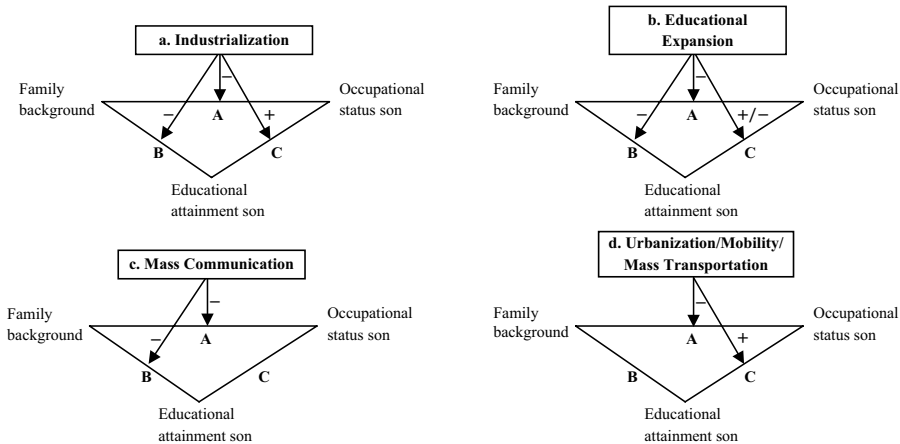 a. Industrialization
Family
background
Occupational
status son
−
−
+
A
B
C
Educational
attainment son
b. Educational
Expansion
Family
background
Occupational
status son
−
−
+/−
A
B
C
Educational
attainment son
c. Mass Communication
Family
background
Occupational
status son
−
−
A
B
C
Educational
attainment son
d. Urbanization/Mobility/
Mass Transportation
Family
background
Occupational
status son
−
+
A
B
C
Educational
attainment son